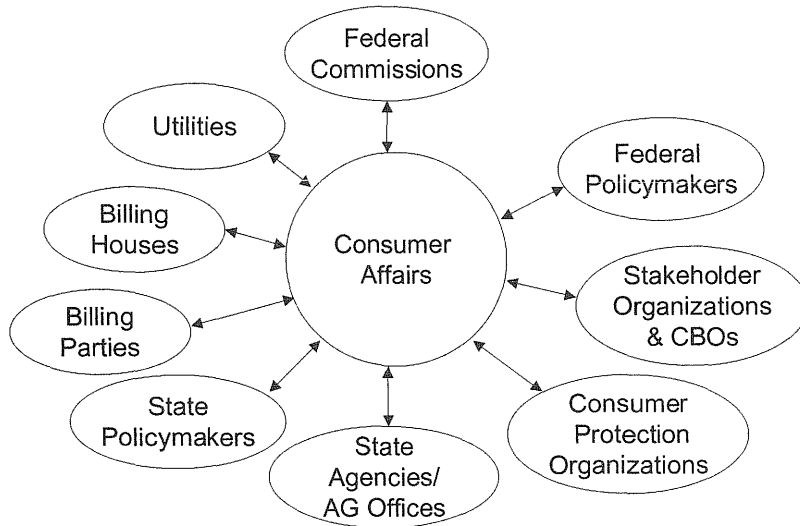 Federal
Commissions
Utilities
Federal
Policymakers
Billing
Houses
Consumer
Affairs
Stakeholder
Organizations
& CBOs
Billing
Parties
State
Policymakers
Consumer
Protection
Organizations
State
Agencies/
AG Offices